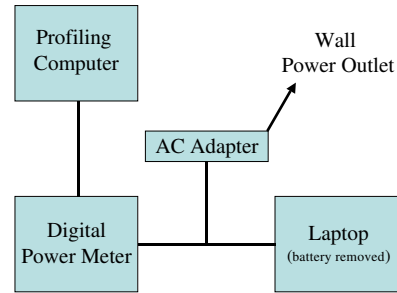 Profiling
Computer
Wall
Power Outlet
AC Adapter
Digital
Power Meter
Laptop
(battery removed)